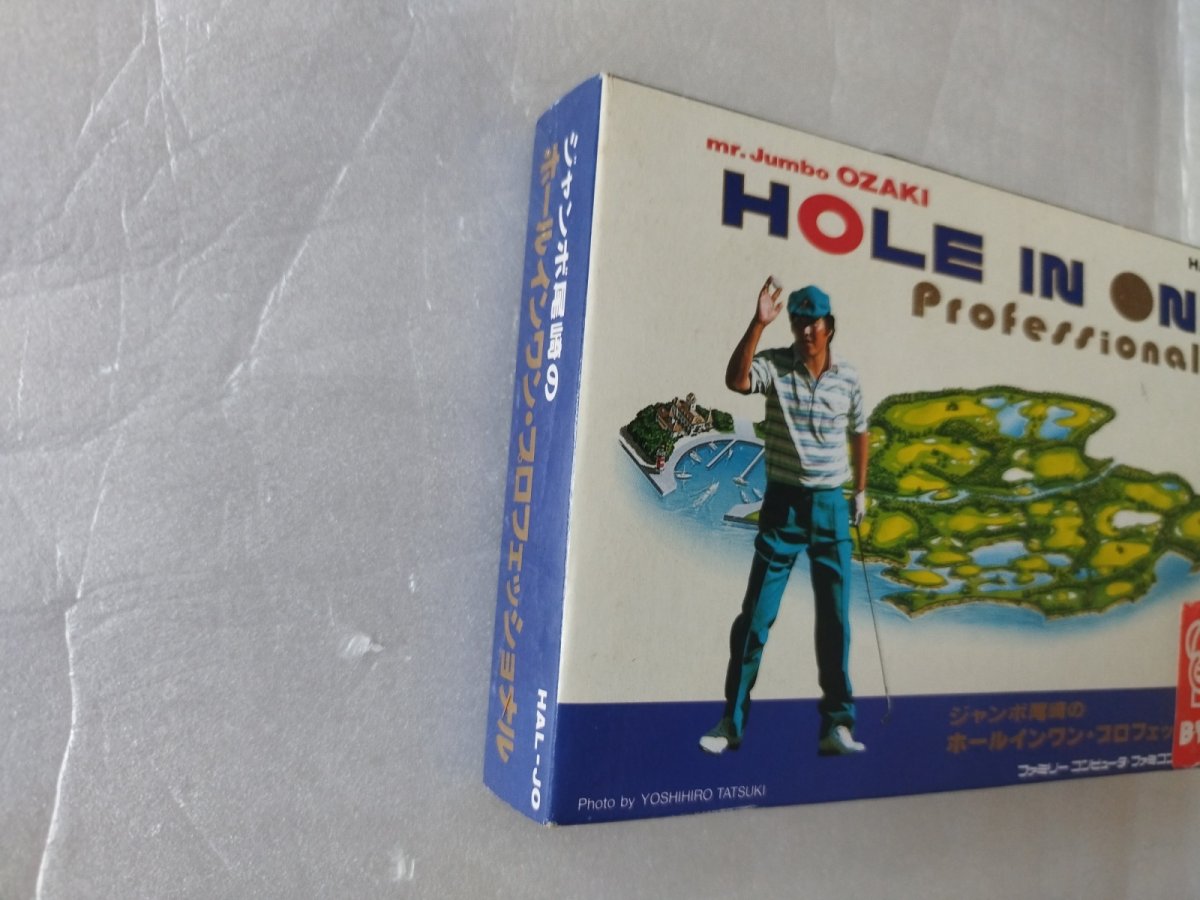 ジャンボ尾崎の
ホールインワン・プロフェッショナル
HAL-JO
mr. Jumbo OZAKI
HOLE IN ON
Professional
ジャンボ尾崎の
ホールインワン・プロフェッ
ファミリー コンピュータ ファミコン
Photo by YOSHIHIRO TATSUKI